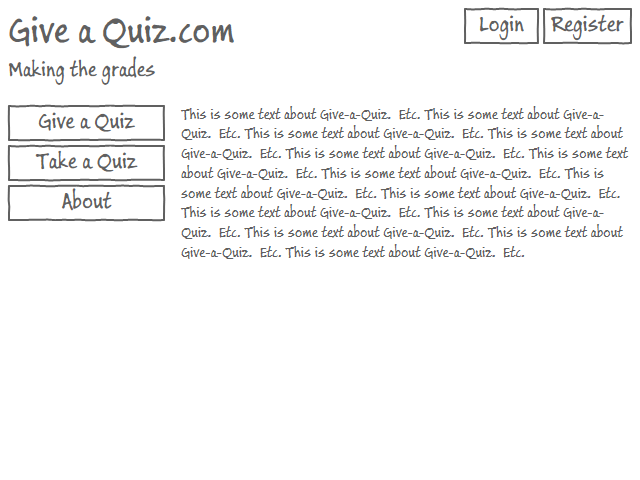 Give a Quiz.com
Login
Register
Making the grades
Give a Quiz
Take a Quiz
About
This is some text about Give-a-Quiz. Etc. This is some text about Give-a-
Quiz. Etc. This is some text about Give-a-Quiz. Etc. This is some text about
Give-a-Quiz. Etc. This is some text about Give-a-Quiz. Etc. This is some text
about Give-a-Quiz. Etc. This is some text about Give-a-Quiz. Etc. This is
some text about Give-a-Quiz. Etc. This is some text about Give-a-Quiz. Etc.
This is some text about Give-a-Quiz. Etc. This is some text about Give-a-
Quiz. Etc. This is some text about Give-a-Quiz. Etc. This is some text about
Give-a-Quiz. Etc. This is some text about Give-a-Quiz. Etc.